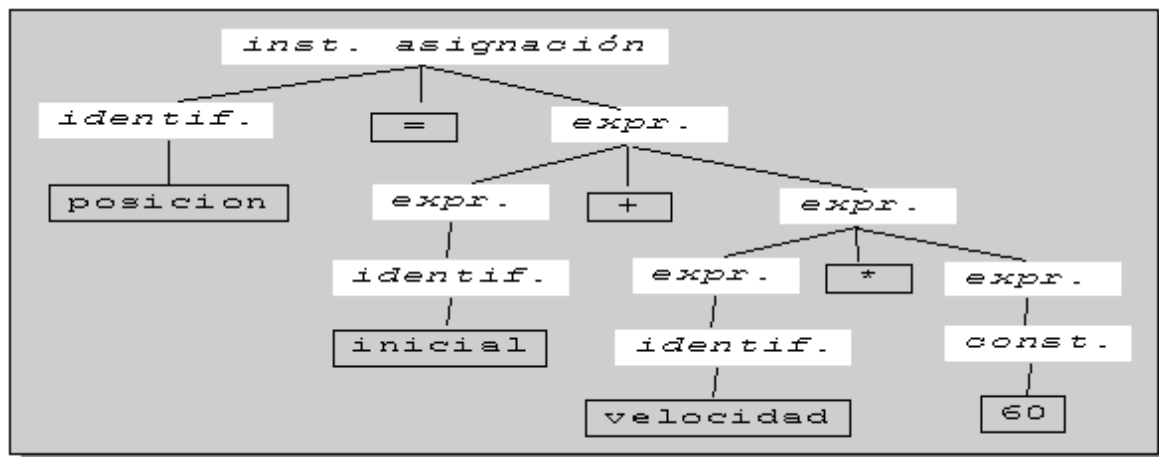 inst. asignación
identif. = expr.
posicion expr. + expr.
identif. expr. * expr.
inicial identif. const.
velocidad 60